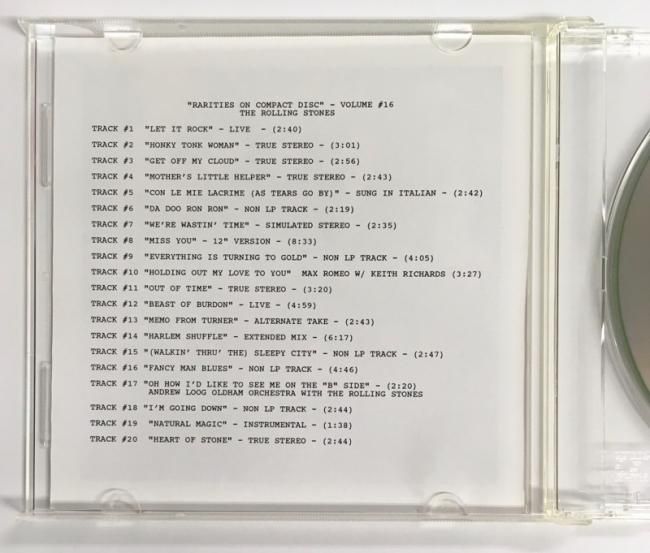 "RARITIES ON COMPACT DISC" - VOLUME #16
THE ROLLING STONES
TRACK #1 "LET IT ROCK" - LIVE - (2:40)
TRACK #2 "HONKY TONK WOMAN" - TRUE STEREO - (3:01)
TRACK #3 "GET OFF MY CLOUD" - TRUE STEREO - (2:56)
TRACK #4 "MOTHER'S LITTLE HELPER" - TRUE STEREO - (2:43)
TRACK #5 "CON LE MIE LACRIME (AS TEARS GO BY)" - SUNG IN ITALIAN - (2:42)
TRACK #6 "DA DOO RON RON" - NON LP TRACK - (2:19)
TRACK #7 "WE'RE WASTIN' TIME" - SIMULATED STEREO - (2:35)
TRACK #8 "MISS YOU" - 12" VERSION - (8:33)
TRACK #9 "EVERYTHING IS TURNING TO GOLD" - NON LP TRACK - (4:05)
TRACK #10 "HOLDING OUT MY LOVE TO YOU" MAX ROMEO W/ KEITH RICHARDS (3:27)
TRACK #11 "OUT OF TIME" - TRUE STEREO - (3:20)
TRACK #12 "BEAST OF BURDON" - LIVE - (4:59)
TRACK #13 "MEMO FROM TURNER" - ALTERNATE TAKE - (2:43)
TRACK #14 "HARLEM SHUFFLE" - EXTENDED MIX - (6:17)
TRACK #15 "(WALKIN' THRU' THE) SLEEPY CITY" - NON LP TRACK - (2:47)
TRACK #16 "FANCY MAN BLUES" - NON LP TRACK - (4:46)
TRACK #17 "OH HOW I'D LIKE TO SEE ME ON THE "B" SIDE" - (2:20)
ANDREW LOOG OLDHAM ORCHESTRA WITH THE ROLLING STONES
TRACK #18 "I'M GOING DOWN" - NON LP TRACK - (2:44)
TRACK #19 "NATURAL MAGIC" - INSTRUMENTAL - (1:38)
TRACK #20 "HEART OF STONE" - TRUE STEREO - (2:44)